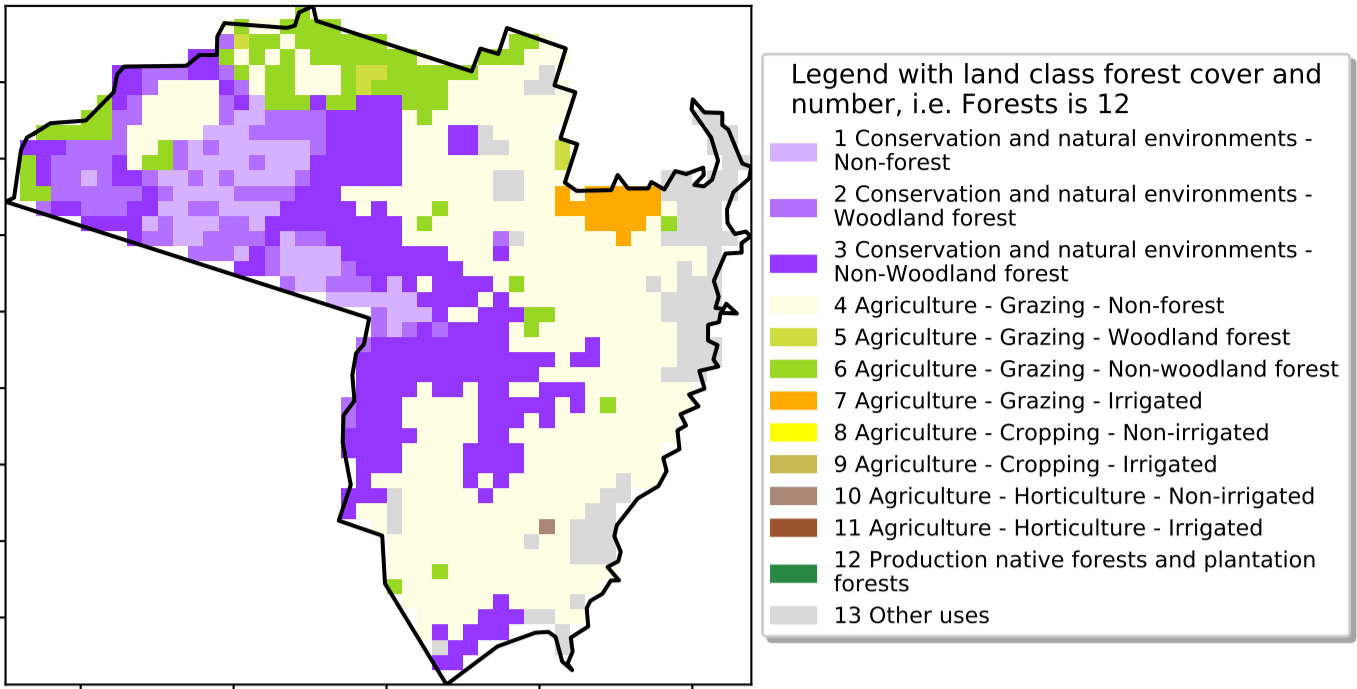 Legend with land class forest cover and
number, i.e. Forests is 12
1 Conservation and natural environments -
Non-forest
2 Conservation and natural environments -
Woodland forest
3 Conservation and natural environments -
Non-Woodland forest
4 Agriculture - Grazing - Non-forest
5 Agriculture - Grazing - Woodland forest
6 Agriculture - Grazing - Non-woodland forest
7 Agriculture - Grazing - Irrigated
8 Agriculture - Cropping - Non-irrigated
9 Agriculture - Cropping - Irrigated
10 Agriculture - Horticulture - Non-irrigated
11 Agriculture - Horticulture - Irrigated
12 Production native forests and plantation
forests
13 Other uses